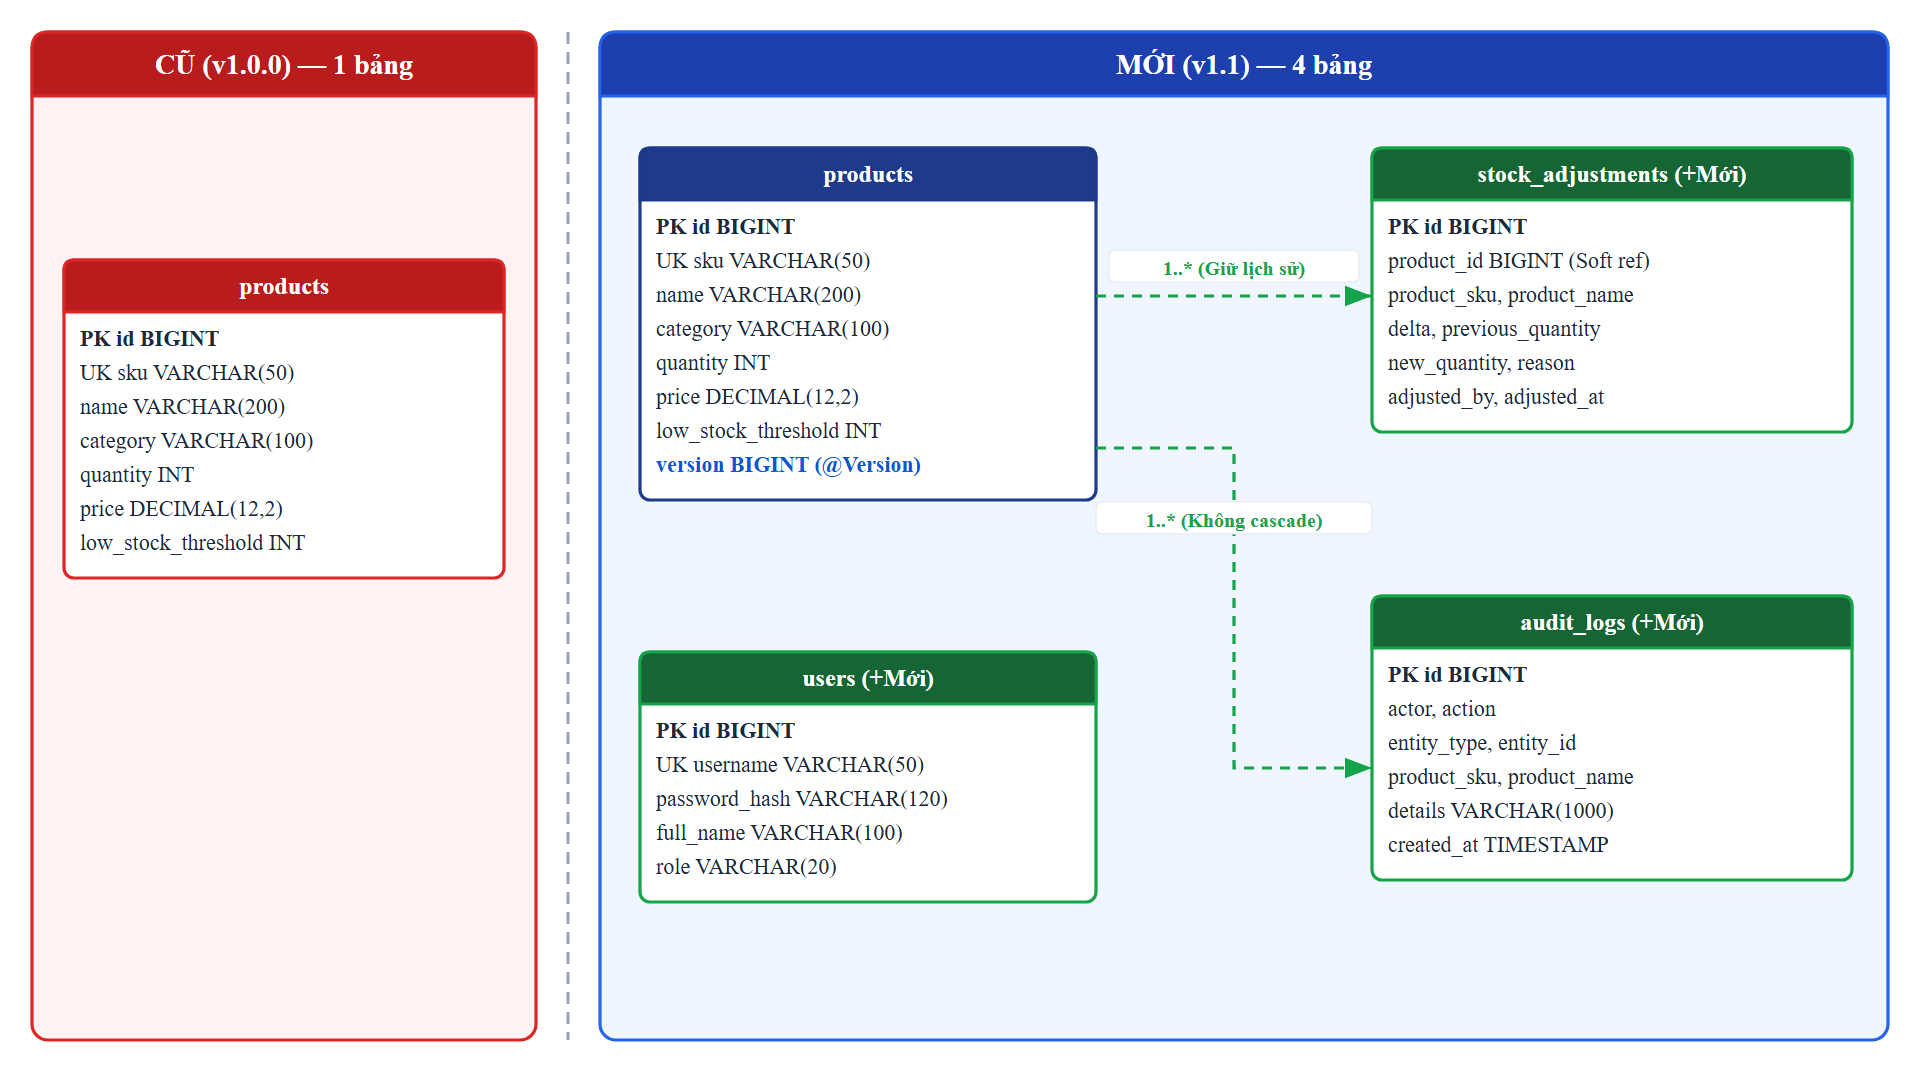 CŨ (v1.0.0) — 1 bảng
products
PK id BIGINT
UK sku VARCHAR(50)
name VARCHAR(200)
category VARCHAR(100)
quantity INT
price DECIMAL(12,2)
low_stock_threshold INT
MỚI (v1.1) — 4 bảng
products
PK id BIGINT
UK sku VARCHAR(50)
name VARCHAR(200)
category VARCHAR(100)
quantity INT
price DECIMAL(12,2)
low_stock_threshold INT
version BIGINT (@Version)
1..* (Giữ lịch sử)
stock_adjustments (+Mới)
PK id BIGINT
product_id BIGINT (Soft ref)
product_sku, product_name
delta, previous_quantity
new_quantity, reason
adjusted_by, adjusted_at
1..* (Không cascade)
users (+Mới)
PK id BIGINT
UK username VARCHAR(50)
password_hash VARCHAR(120)
full_name VARCHAR(100)
role VARCHAR(20)
audit_logs (+Mới)
PK id BIGINT
actor, action
entity_type, entity_id
product_sku, product_name
details VARCHAR(1000)
created_at TIMESTAMP